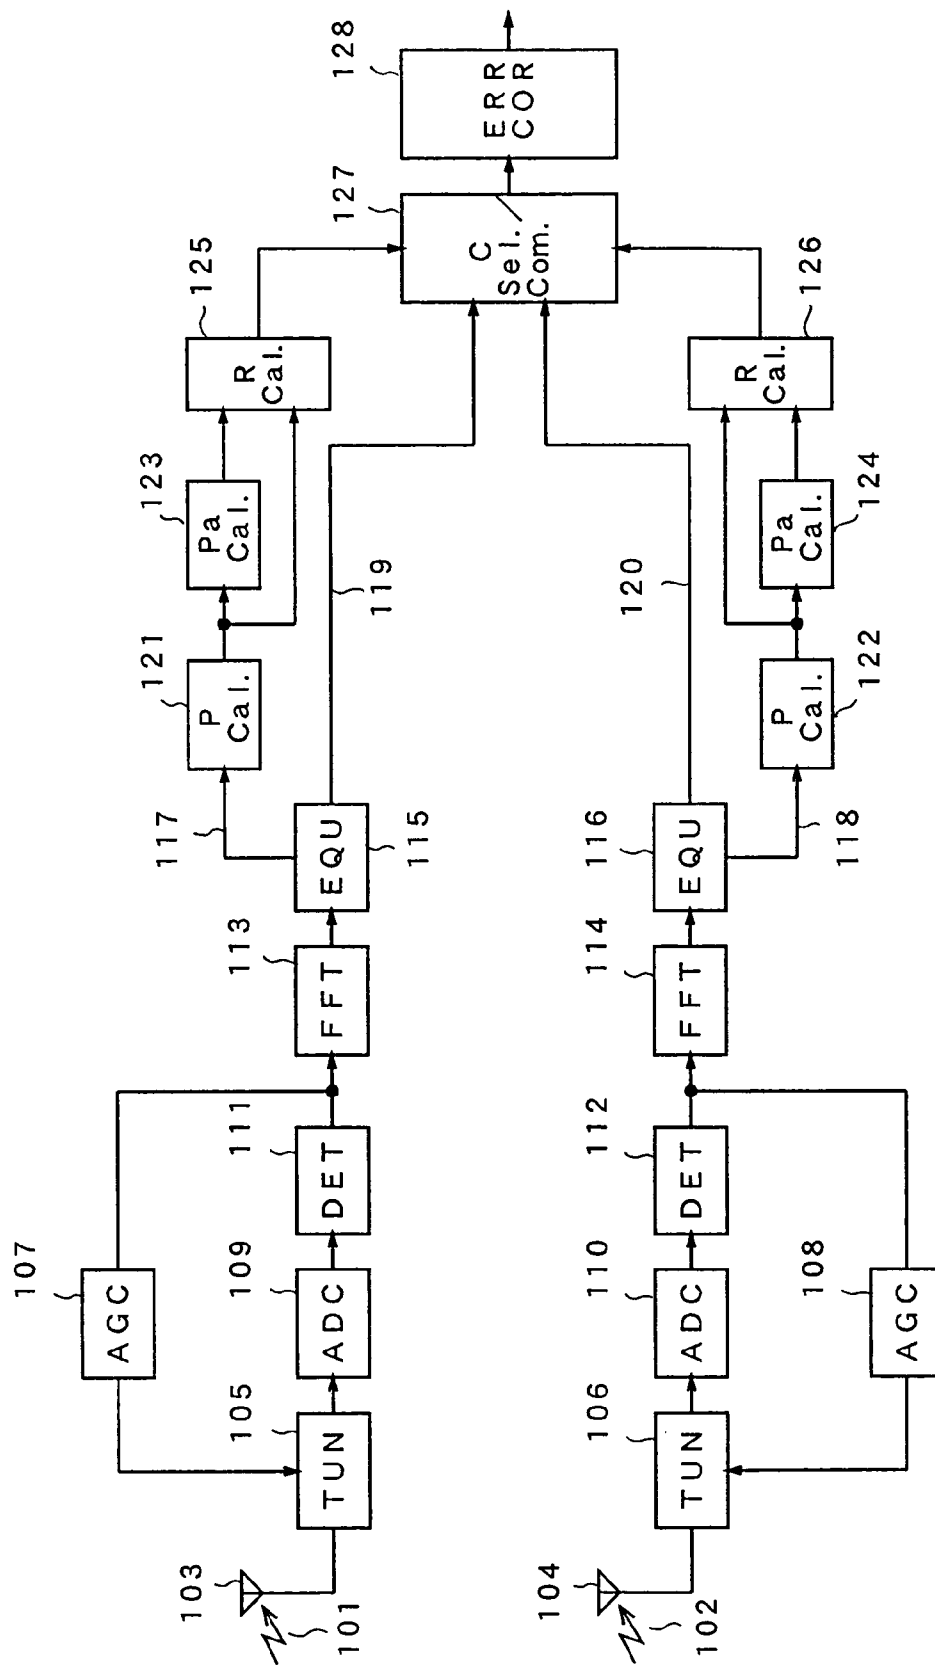 107
AGC
103
101
105
TUN
109
ADC
111
DET
113
FFT
115
EQU
117
121
P
Cal.
123
Pa
Cal.
125
R
Cal.
119
127
C
Sel.
Com.
128
ERR
COR
104
102
106
TUN
110
ADC
112
DET
114
FFT
116
EQU
118
120
122
P
Cal.
124
Pa
Cal.
126
R
Cal.
108
AGC